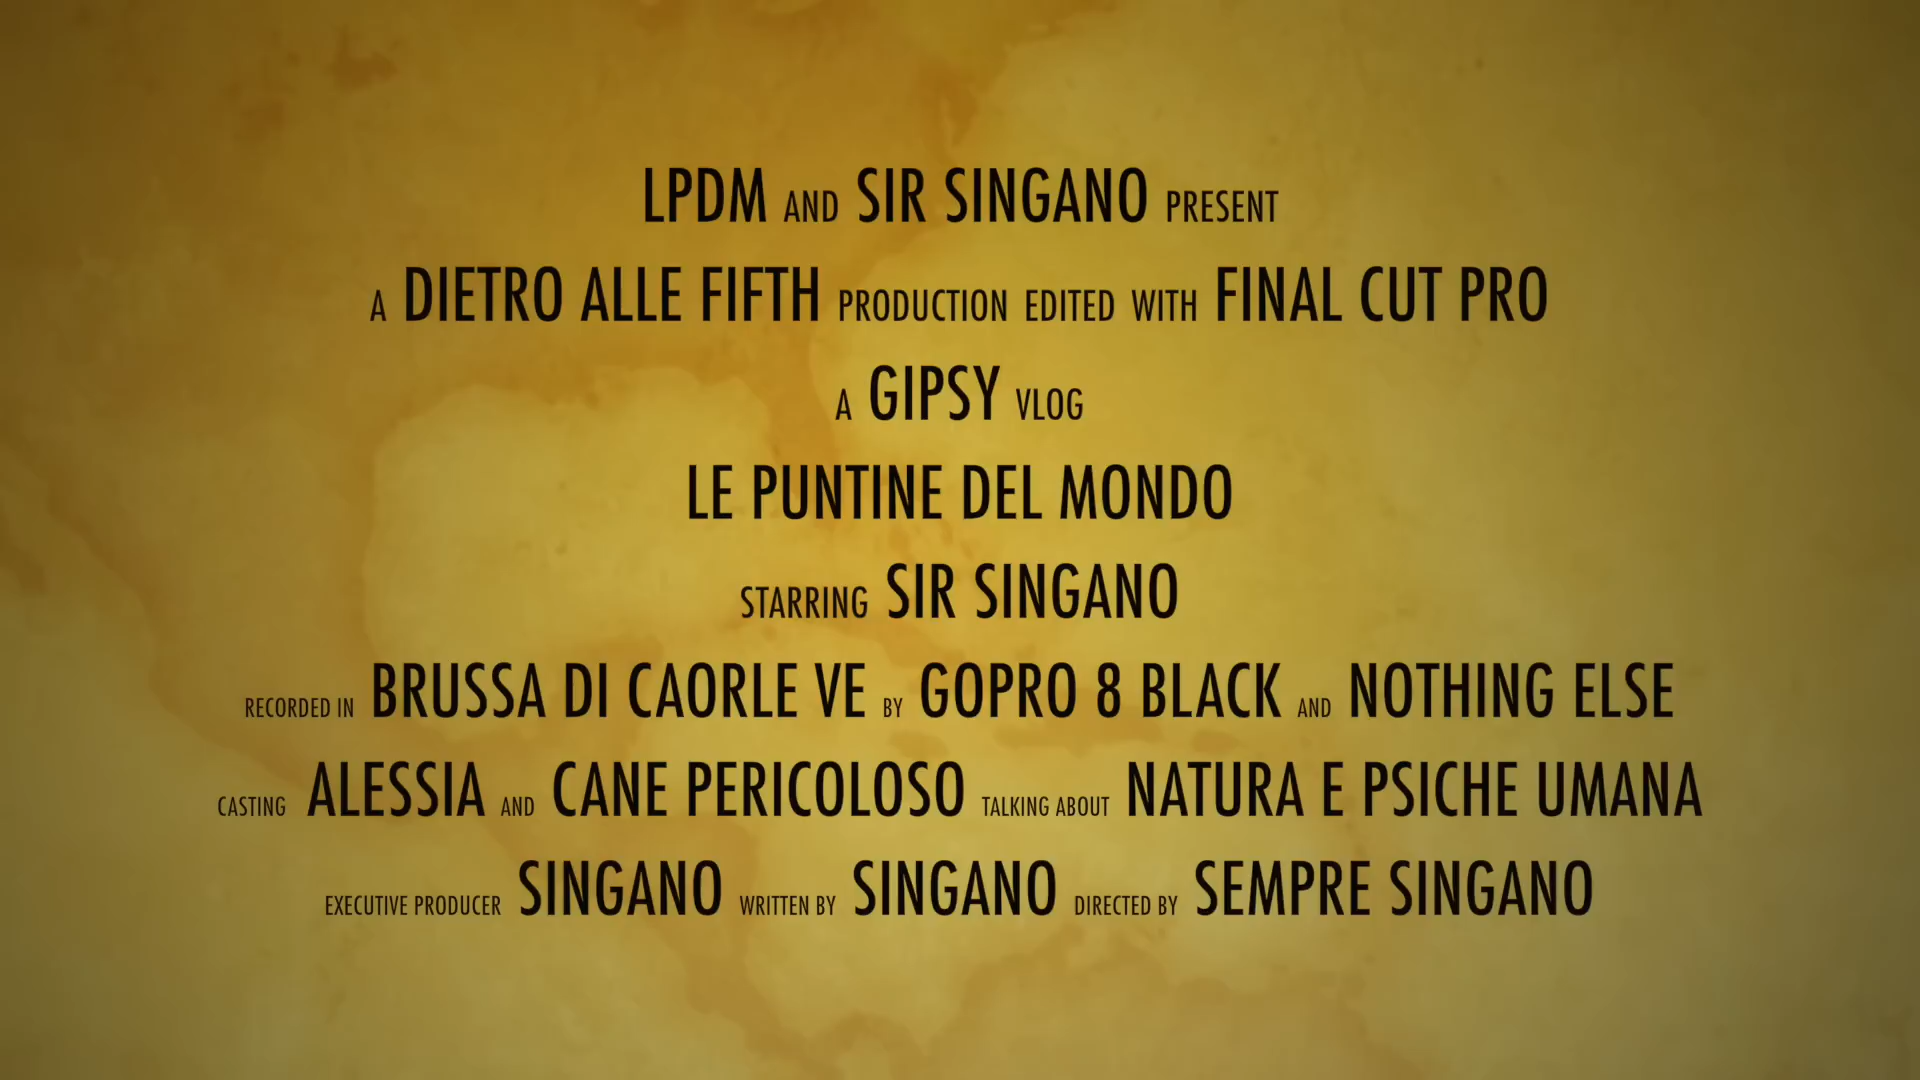 LPDM AND SIR SINGANO PRESENT
A DIETRO ALLE FIFTH PRODUCTION EDITED WITH FINAL CUT PRO
A GIPSY VLOG
LE PUNTINE DEL MONDO
STARRING SIR SINGANO
RECORDED IN BRUSSA DI CAORLE VE BY GOPRO 8 BLACK AND NOTHING ELSE
CASTING ALESSIA AND CANE PERICOLOSO TALKING ABOUT NATURA E PSICHE UMANA
EXECUTIVE PRODUCER SINGANO WRITTEN BY SINGANO DIRECTED BY SEMPRE SINGANO